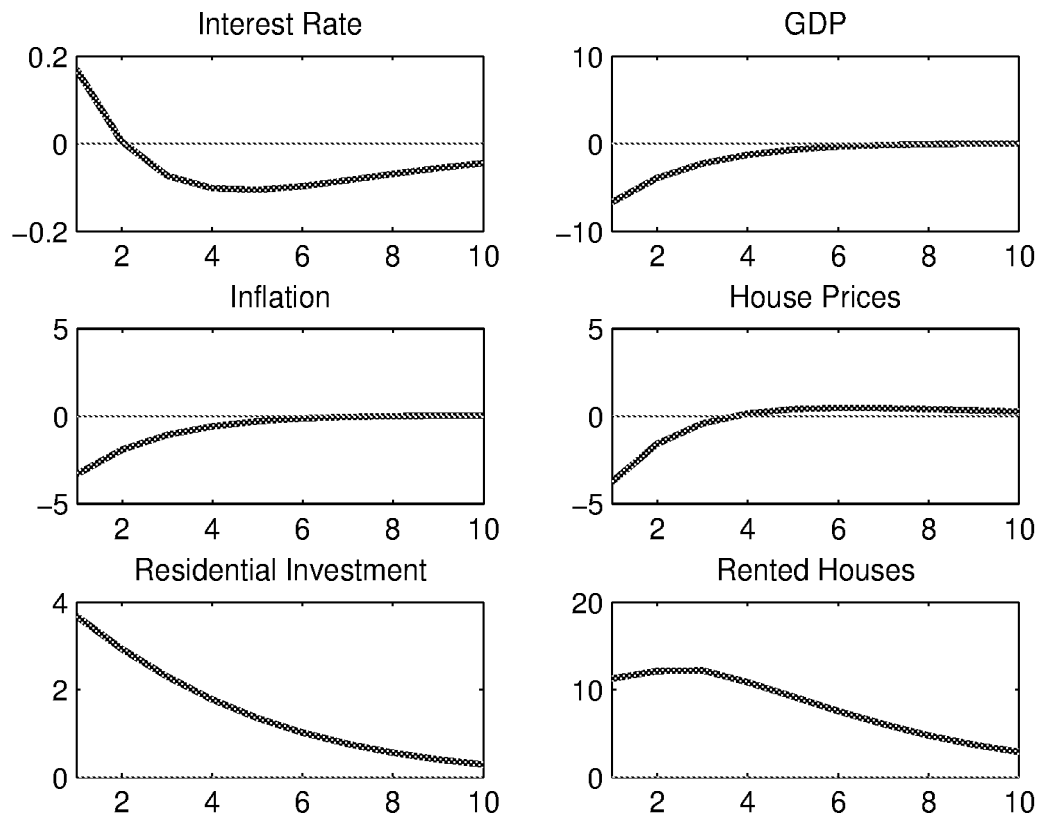 Interest Rate
0.2
0
−0.2
2 4 6 8 10
GDP
10
0
−10
2 4 6 8 10
Inflation
5
0
−5
2 4 6 8 10
House Prices
5
0
−5
2 4 6 8 10
Residential Investment
4
2
0
2 4 6 8 10
Rented Houses
20
10
0
2 4 6 8 10